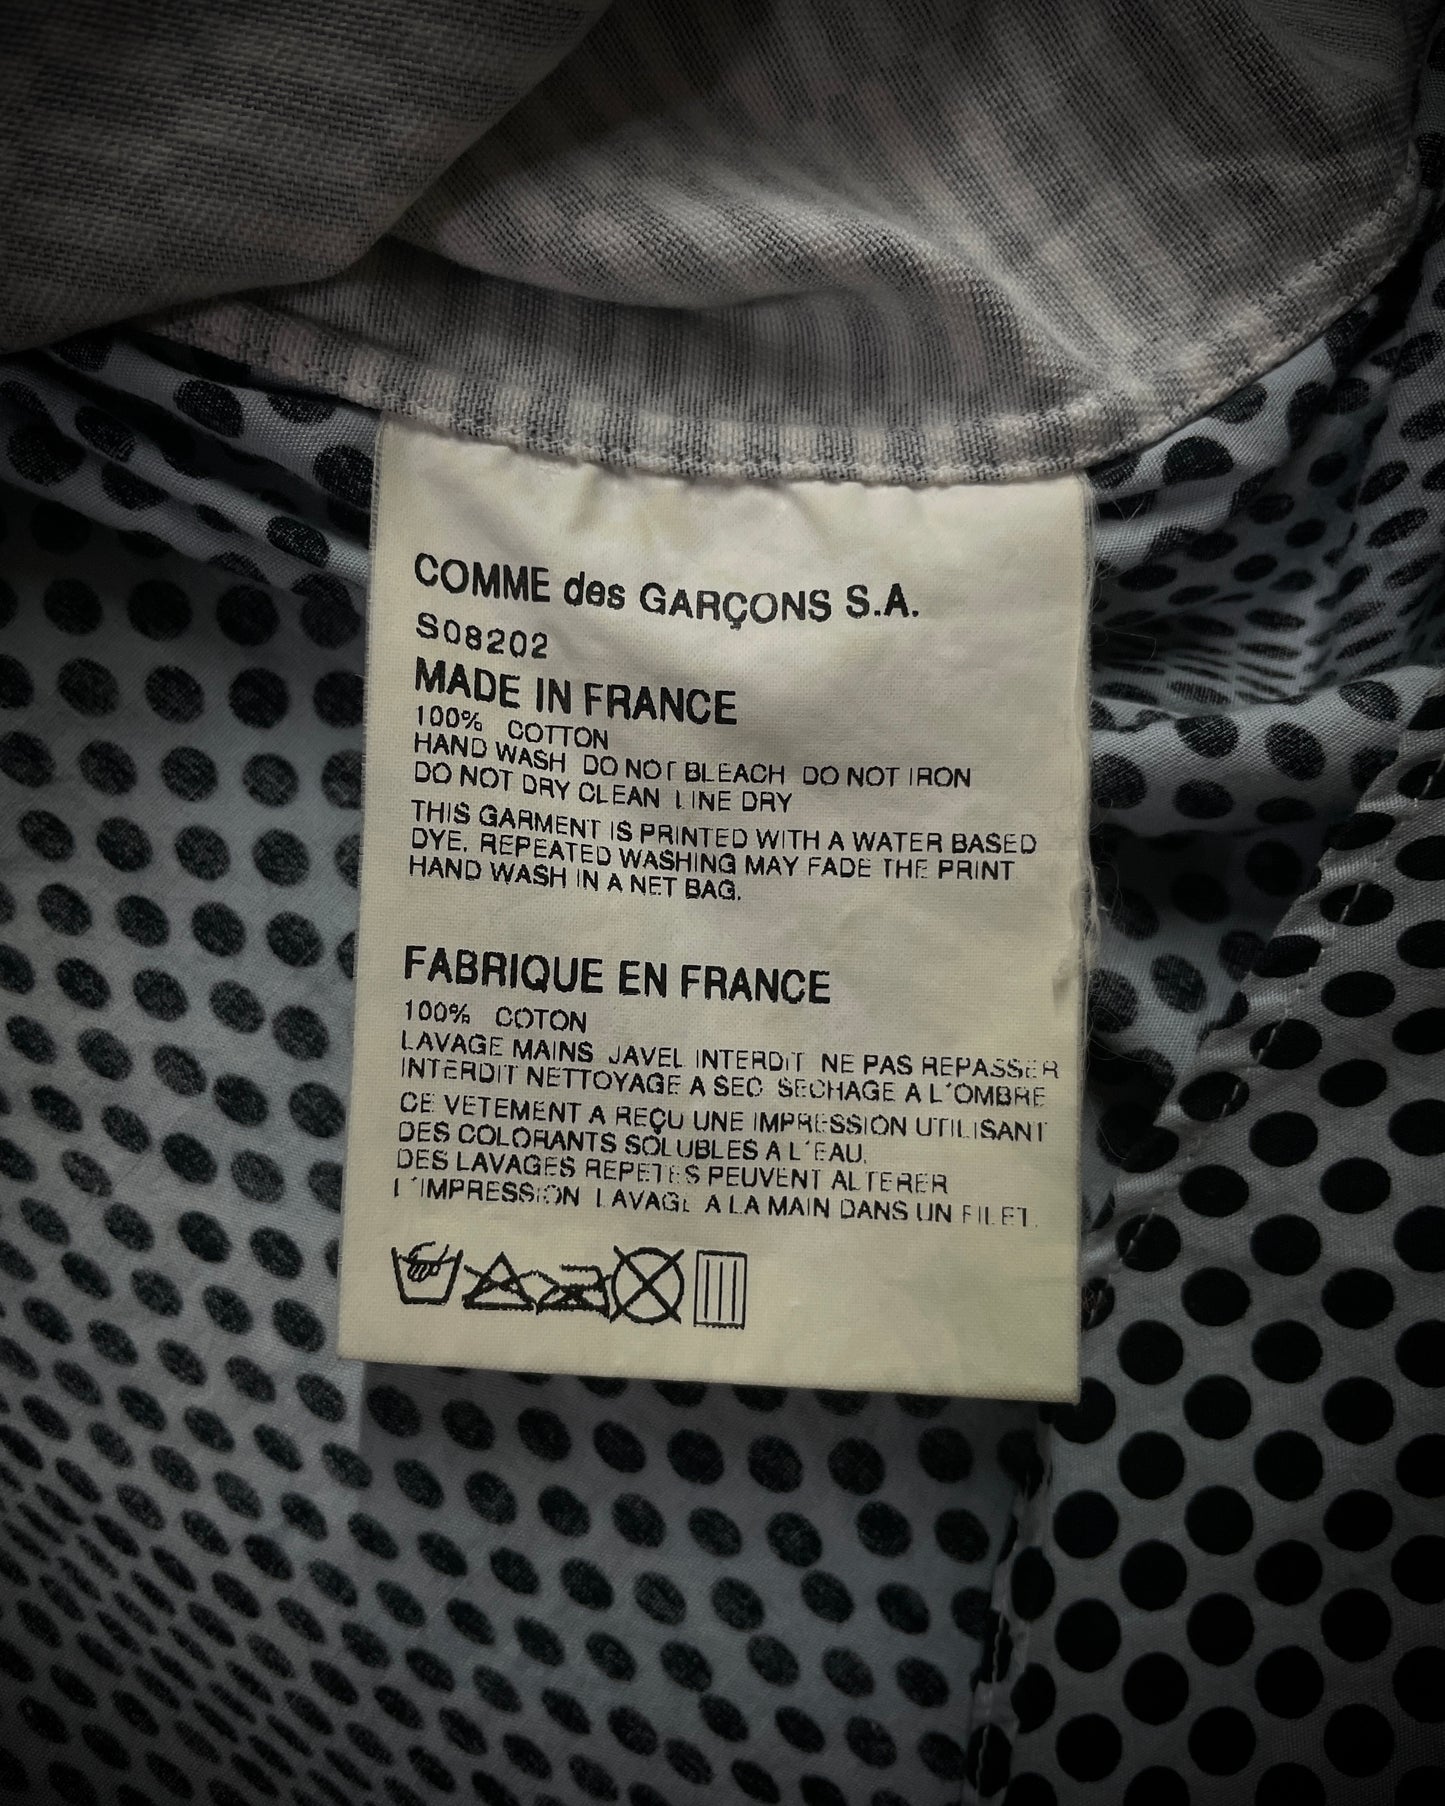 COMME des GARÇONS S.A.
S08202
MADE IN FRANCE
100% COTTON
HAND WASH DO NOT BLEACH DO NOT IRON
DO NOT DRY CLEAN LINE DRY
THIS GARMENT IS PRINTED WITH A WATER BASED
DYE. REPEATED WASHING MAY FADE THE PRINT
HAND WASH IN A NET BAG.
FABRIQUE EN FRANCE
100% COTON
LAVAGE MAINS JAVEL INTERDIT NE PAS REPASSER
INTERDIT NETTOYAGE A SEC SECHAGE A L'OMBRE
CE VETEMENT A REÇU UNE IMPRESSION UTILISANT
DES COLORANTS SOLUBLES A L'EAU.
DES LAVAGES REPETES PEUVENT ALTERER
L'IMPRESSION LAVAGE A LA MAIN DANS UN FILET.